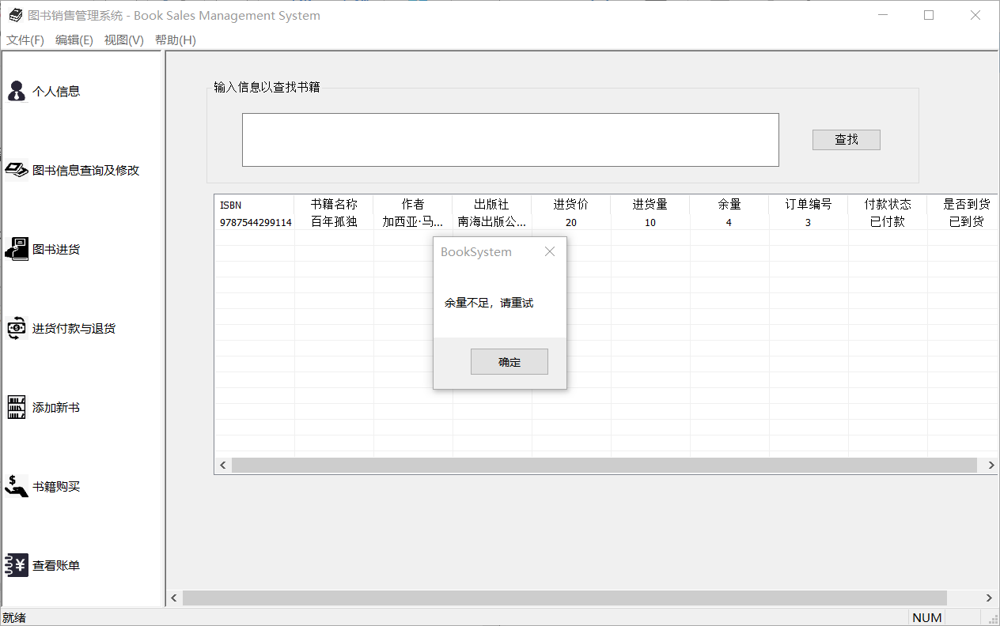 图书销售管理系统 - Book Sales Management System
文件(F) 编辑(E) 视图(V) 帮助(H)
个人信息
图书信息查询及修改
图书进货
进货付款与退货
添加新书
书籍购买
查看账单
输入信息以查找书籍
查找
ISBN 书籍名称 作者 出版社 进货价 进货量 余量 订单编号 付款状态 是否到货
9787544299114 百年孤独 加西亚·马... 南海出版公... 20 10 4 3 已付款 已到货
BookSystem
余量不足，请重试
确定
就绪 NUM